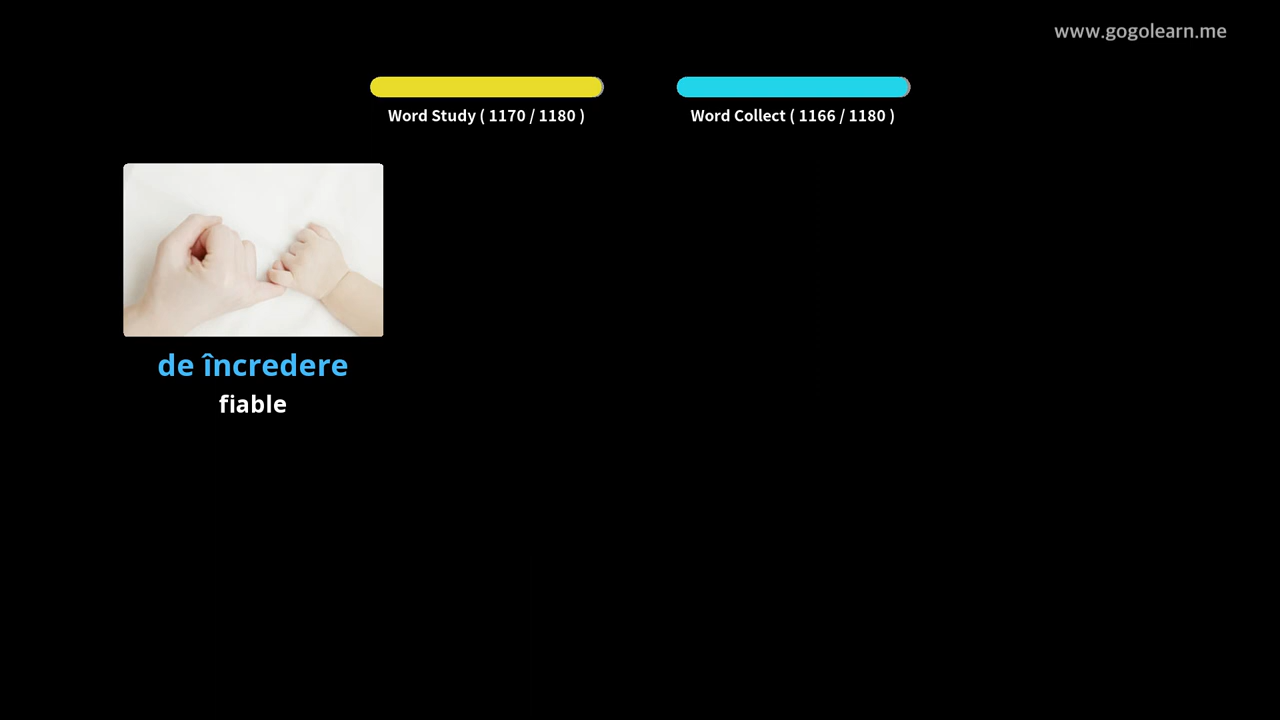 www.gogolearn.me
Word Study ( 1170 / 1180 )
Word Collect ( 1166 / 1180 )
de încredere
fiable